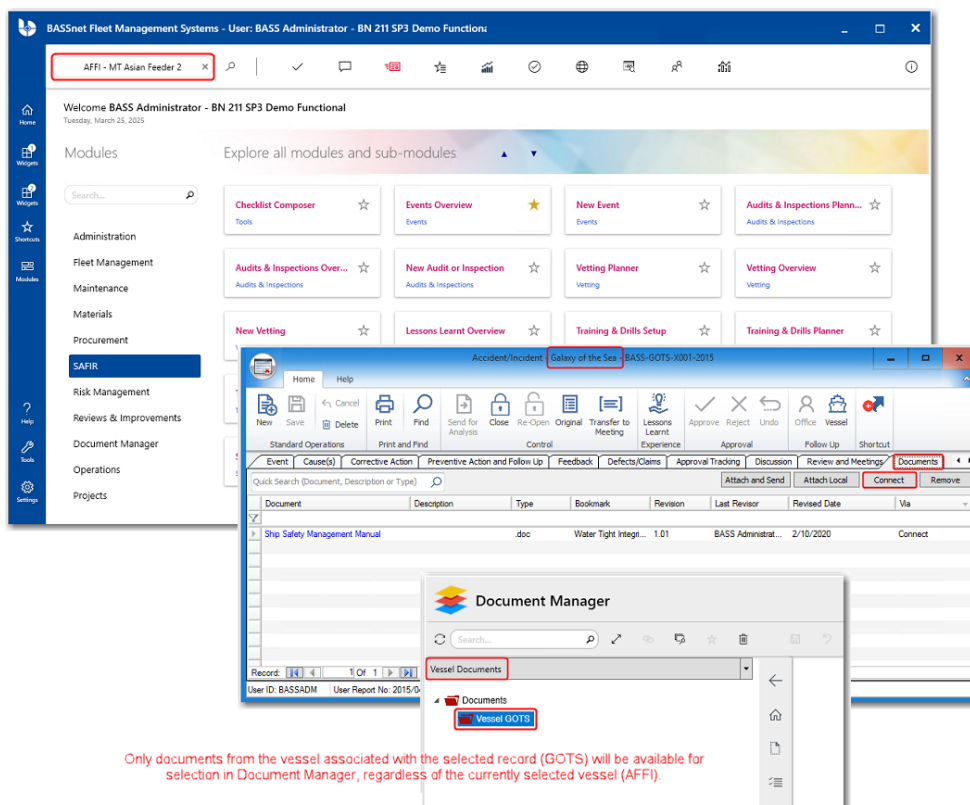 BASSnet Fleet Management Systems - User: BASS Administrator - BN 211 SP3 Demo Functiona
AFFI - MT Asian Feeder 2
Welcome BASS Administrator - BN 211 SP3 Demo Functional
Tuesday, March 25, 2025
Home
Widgets
Widgets
Shortcuts
Modules
Help
Tools
Settings
Modules
Explore all modules and sub-modules
Search...
Administration
Fleet Management
Maintenance
Materials
Procurement
SAFIR
Risk Management
Reviews & Improvements
Document Manager
Operations
Projects
Checklist Composer
Tools
Events Overview
Events
New Event
Events
Audits & Inspections Plann...
Audits & Inspections
Audits & Inspections Over...
Audits & Inspections
New Audit or Inspection
Audits & Inspections
Vetting Planner
Vetting
Vetting Overview
Vetting
New Vetting
Lessons Learnt Overview
Training & Drills Setup
Training & Drills Planner
Accident/Incident - Galaxy of the Sea - BASS-GOTS-X001-2015
Home Help
New Save Cancel Delete Print Find Send for Analysis Close Re-Open Original Transfer to Meeting Lessons Learnt Approve Reject Undo Office Vessel
Standard Operations Print and Find Control Experience Approval Follow Up Shortcut
Event Cause(s) Corrective Action Preventive Action and Follow Up Feedback Defects/Claims Approval Tracking Discussion Review and Meetings Documents
Quick Search (Document, Description or Type) Attach and Send Attach Local Connect Remove
Document Description Type Bookmark Revision Last Revisor Revised Date Via
Ship Safety Management Manual .doc Water Tight Integri... 1.01 BASS Administrat... 2/10/2020 Connect
Record: 1 Of 1
User ID: BASSADM User Report No: 2015/0
Document Manager
Search...
Vessel Documents
Documents
Vessel GOTS
Only documents from the vessel associated with the selected record (GOTS) will be available for
selection in Document Manager, regardless of the currently selected vessel (AFFI).